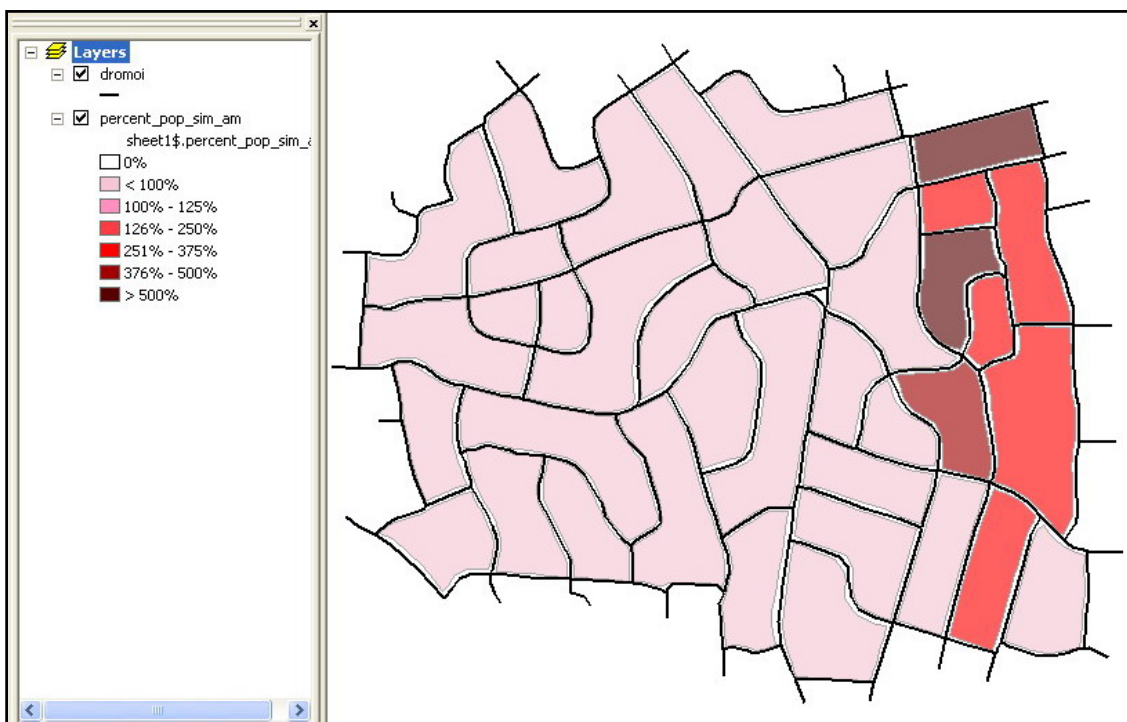 Layers
dromoi
percent_pop_sim_am
sheet1$.percent_pop_sim_
0%
< 100%
100% - 125%
126% - 250%
251% - 375%
376% - 500%
> 500%